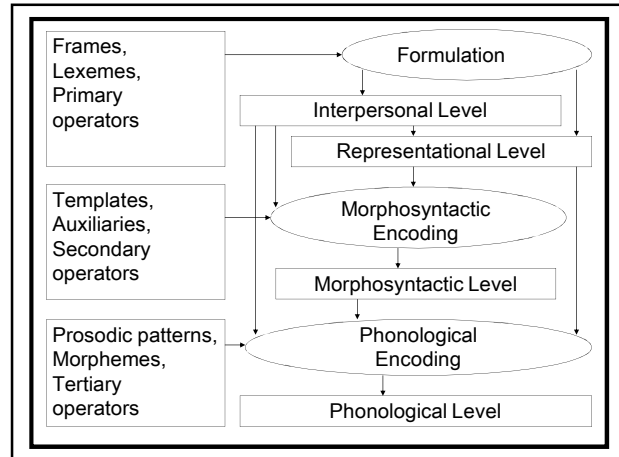 Frames,
Lexemes,
Primary
operators
Formulation
Interpersonal Level
Representational Level
Templates,
Auxiliaries,
Secondary
operators
Morphosyntactic
Encoding
Morphosyntactic Level
Prosodic patterns,
Morphemes,
Tertiary
operators
Phonological
Encoding
Phonological Level